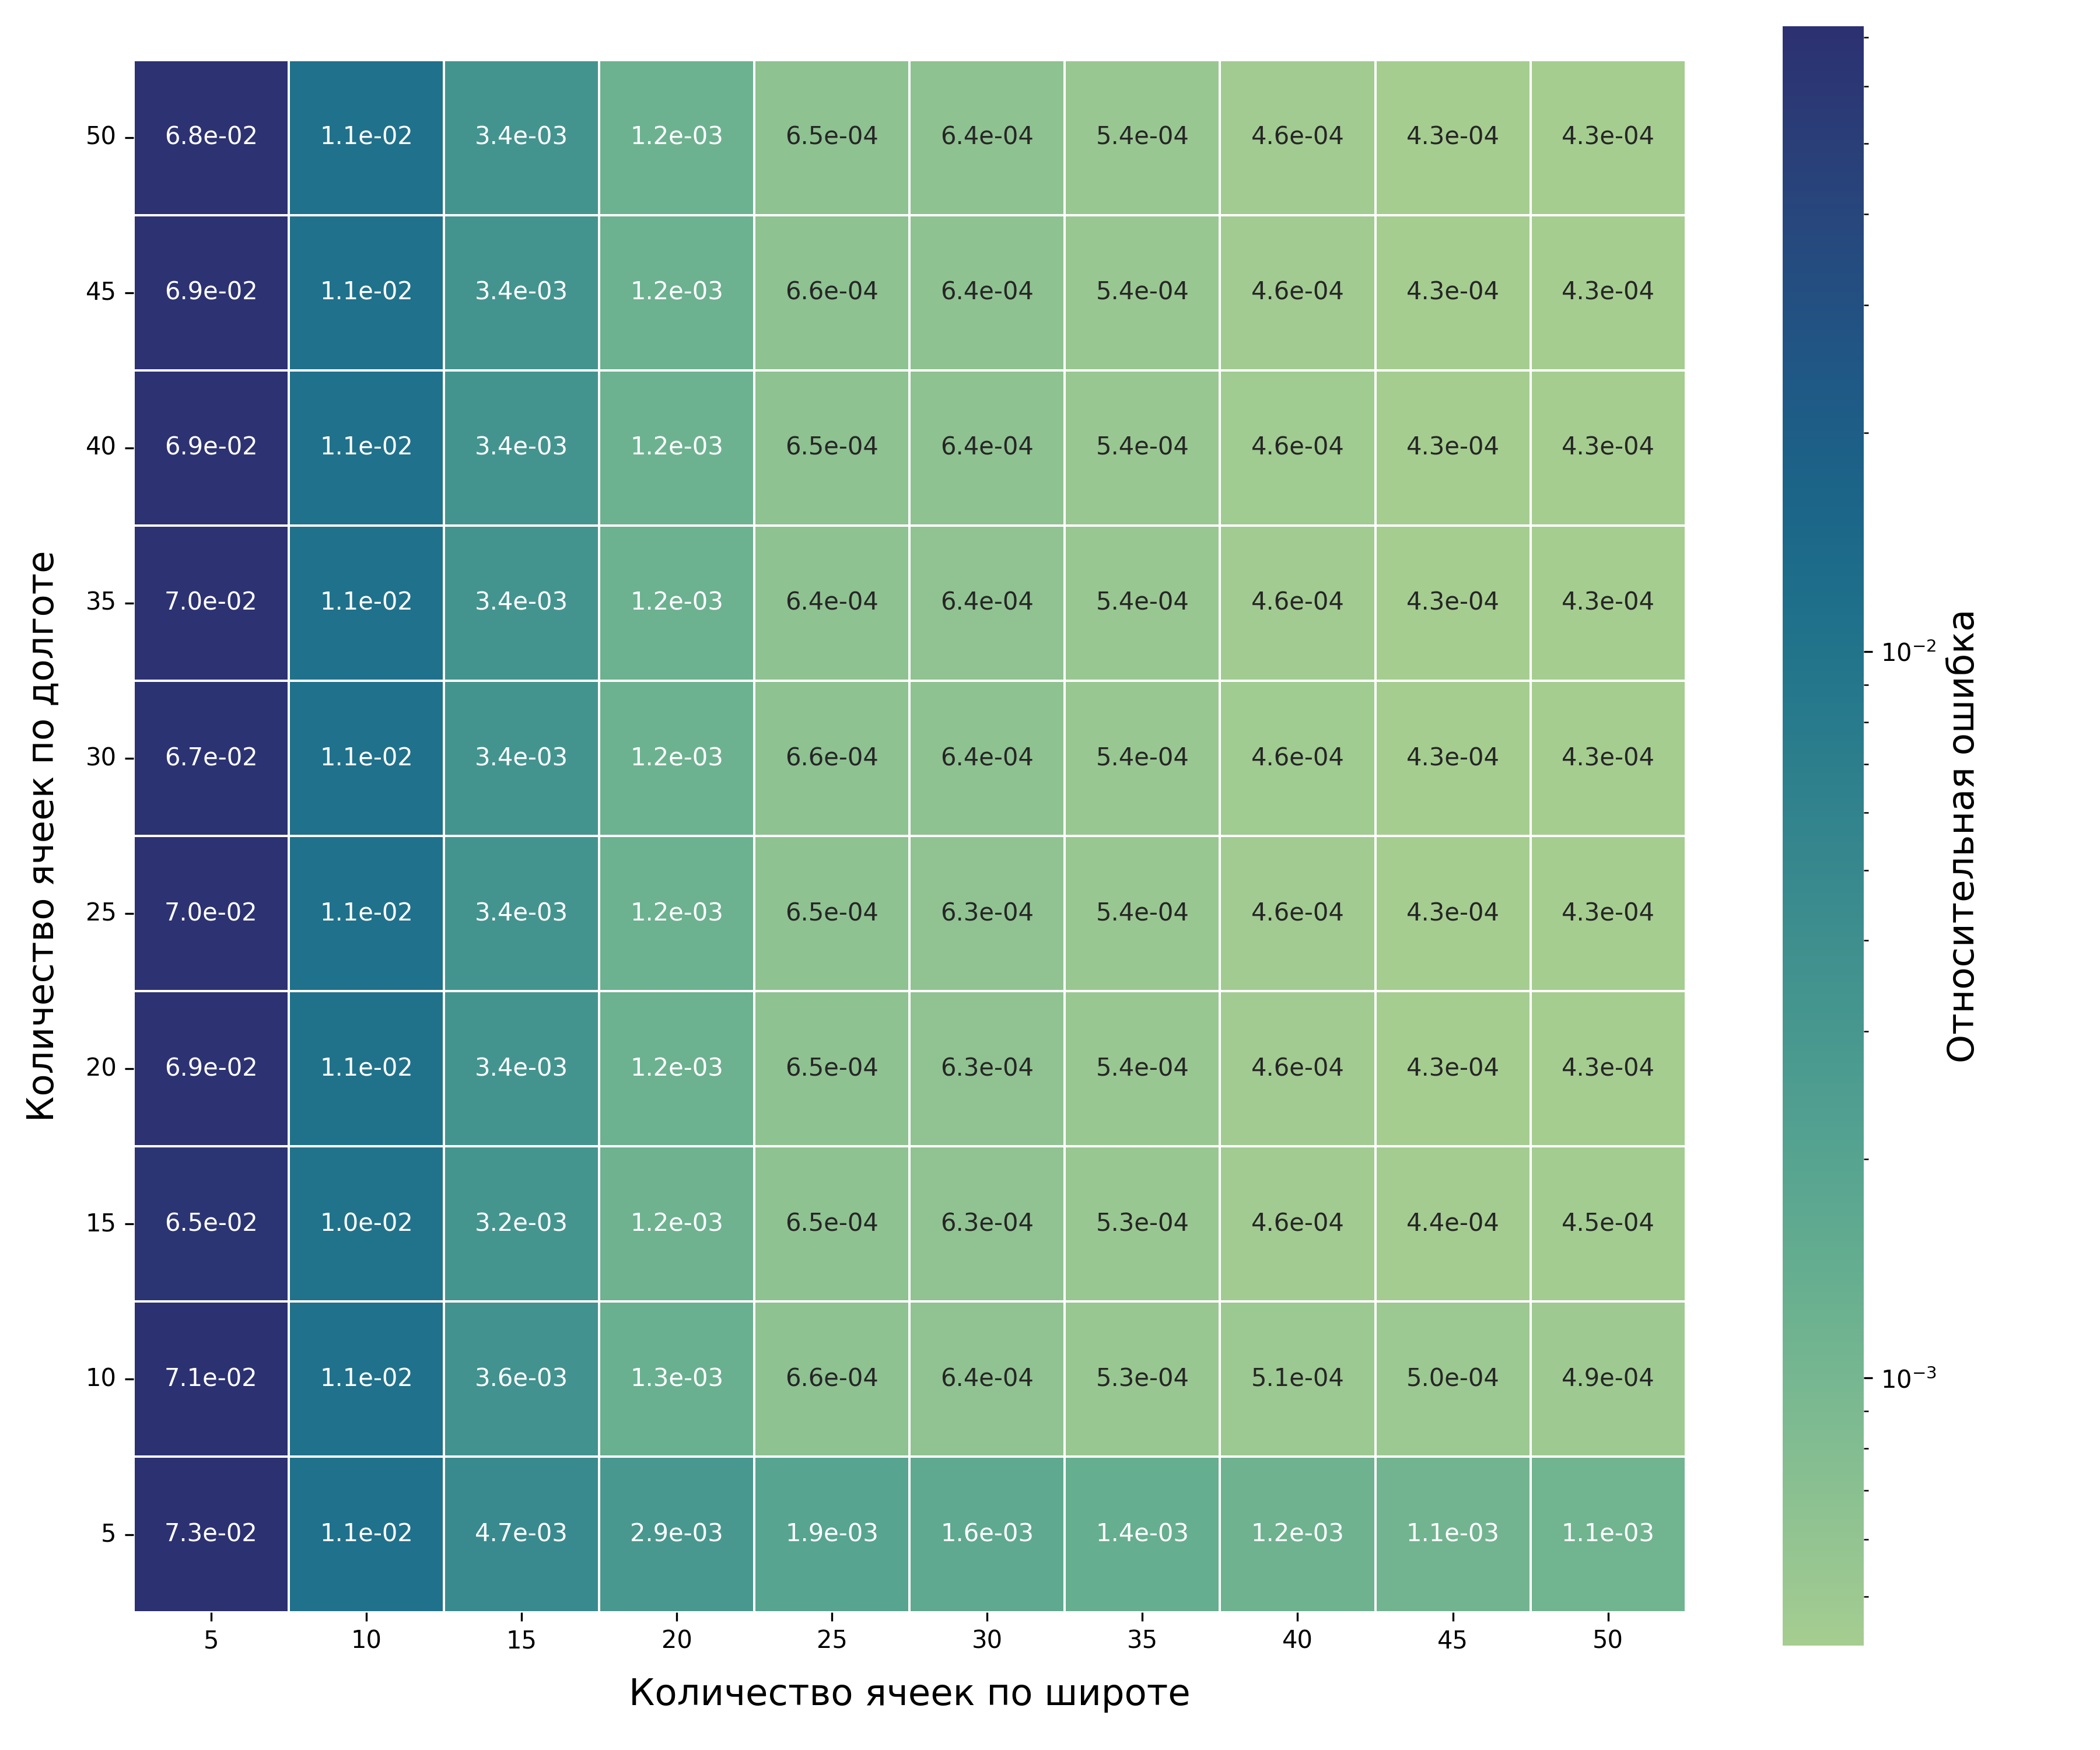 Количество ячеек по долготе
50 6.8e-02 1.1e-02 3.4e-03 1.2e-03 6.5e-04 6.4e-04 5.4e-04 4.6e-04 4.3e-04 4.3e-04
45 6.9e-02 1.1e-02 3.4e-03 1.2e-03 6.6e-04 6.4e-04 5.4e-04 4.6e-04 4.3e-04 4.3e-04
40 6.9e-02 1.1e-02 3.4e-03 1.2e-03 6.5e-04 6.4e-04 5.4e-04 4.6e-04 4.3e-04 4.3e-04
35 7.0e-02 1.1e-02 3.4e-03 1.2e-03 6.4e-04 6.4e-04 5.4e-04 4.6e-04 4.3e-04 4.3e-04
30 6.7e-02 1.1e-02 3.4e-03 1.2e-03 6.6e-04 6.4e-04 5.4e-04 4.6e-04 4.3e-04 4.3e-04
25 7.0e-02 1.1e-02 3.4e-03 1.2e-03 6.5e-04 6.3e-04 5.4e-04 4.6e-04 4.3e-04 4.3e-04
20 6.9e-02 1.1e-02 3.4e-03 1.2e-03 6.5e-04 6.3e-04 5.4e-04 4.6e-04 4.3e-04 4.3e-04
15 6.5e-02 1.0e-02 3.2e-03 1.2e-03 6.5e-04 6.3e-04 5.3e-04 4.6e-04 4.4e-04 4.5e-04
10 7.1e-02 1.1e-02 3.6e-03 1.3e-03 6.6e-04 6.4e-04 5.3e-04 5.1e-04 5.0e-04 4.9e-04
5 7.3e-02 1.1e-02 4.7e-03 2.9e-03 1.9e-03 1.6e-03 1.4e-03 1.2e-03 1.1e-03 1.1e-03
5 10 15 20 25 30 35 40 45 50
Количество ячеек по широте
10⁻²
10⁻³
Относительная ошибка